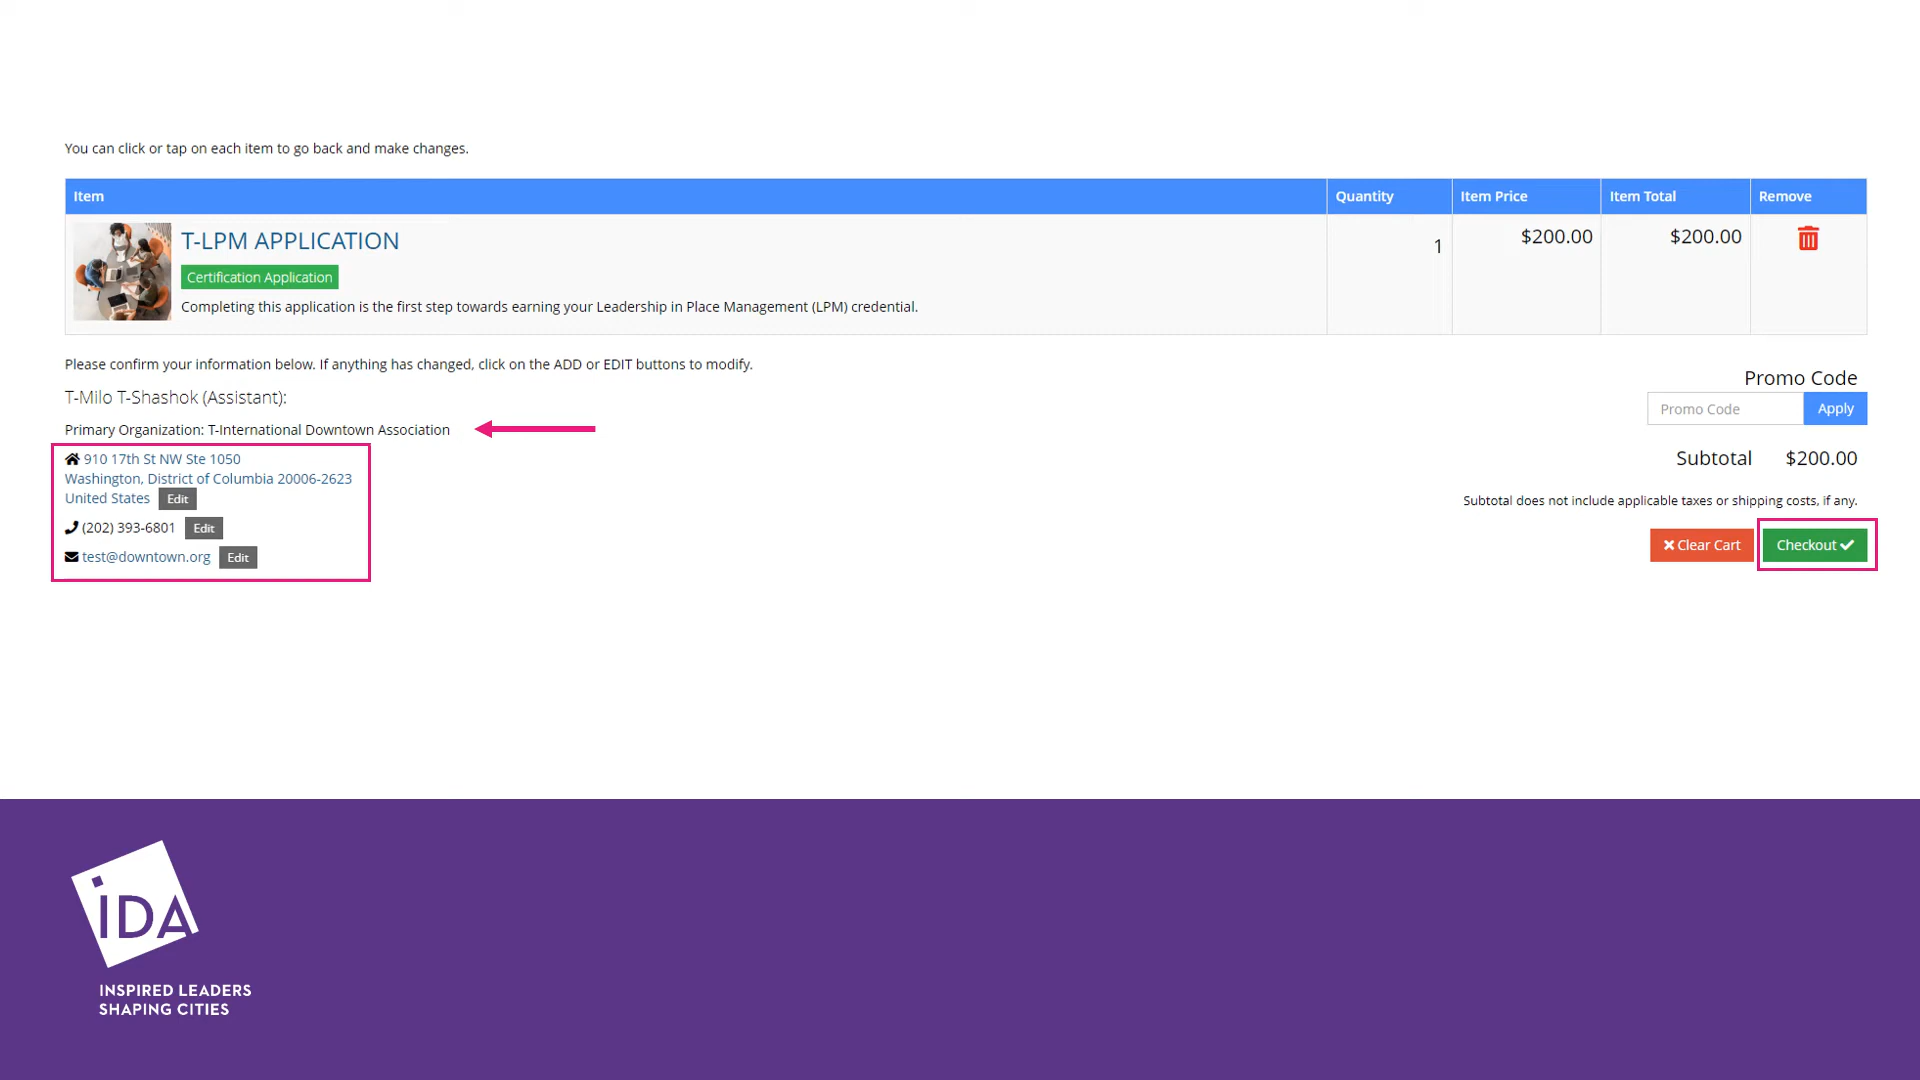 You can click or tap on each item to go back and make changes.
Item Quantity Item Price Item Total Remove
T-LPM APPLICATION 1 $200.00 $200.00
Certification Application
Completing this application is the first step towards earning your Leadership in Place Management (LPM) credential.
Please confirm your information below. If anything has changed, click on the ADD or EDIT buttons to modify.
T-Milo T-Shashok (Assistant):
Primary Organization: T-International Downtown Association
910 17th St NW Ste 1050
Washington, District of Columbia 20006-2623
United States Edit
(202) 393-6801 Edit
test@downtown.org Edit
Promo Code
Promo Code Apply
Subtotal $200.00
Subtotal does not include applicable taxes or shipping costs, if any.
Clear Cart Checkout
iDA
INSPIRED LEADERS
SHAPING CITIES